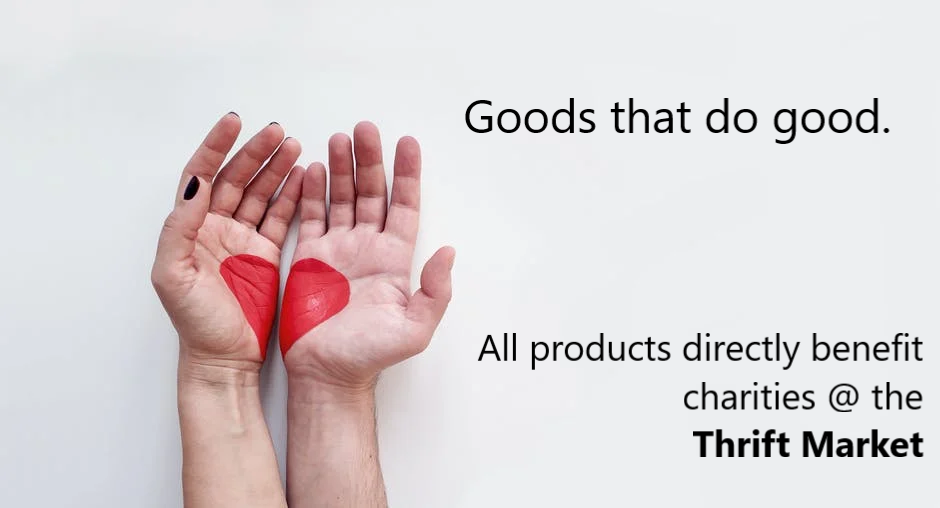 Goods that do good.
All products directly benefit
charities @ the
Thrift Market